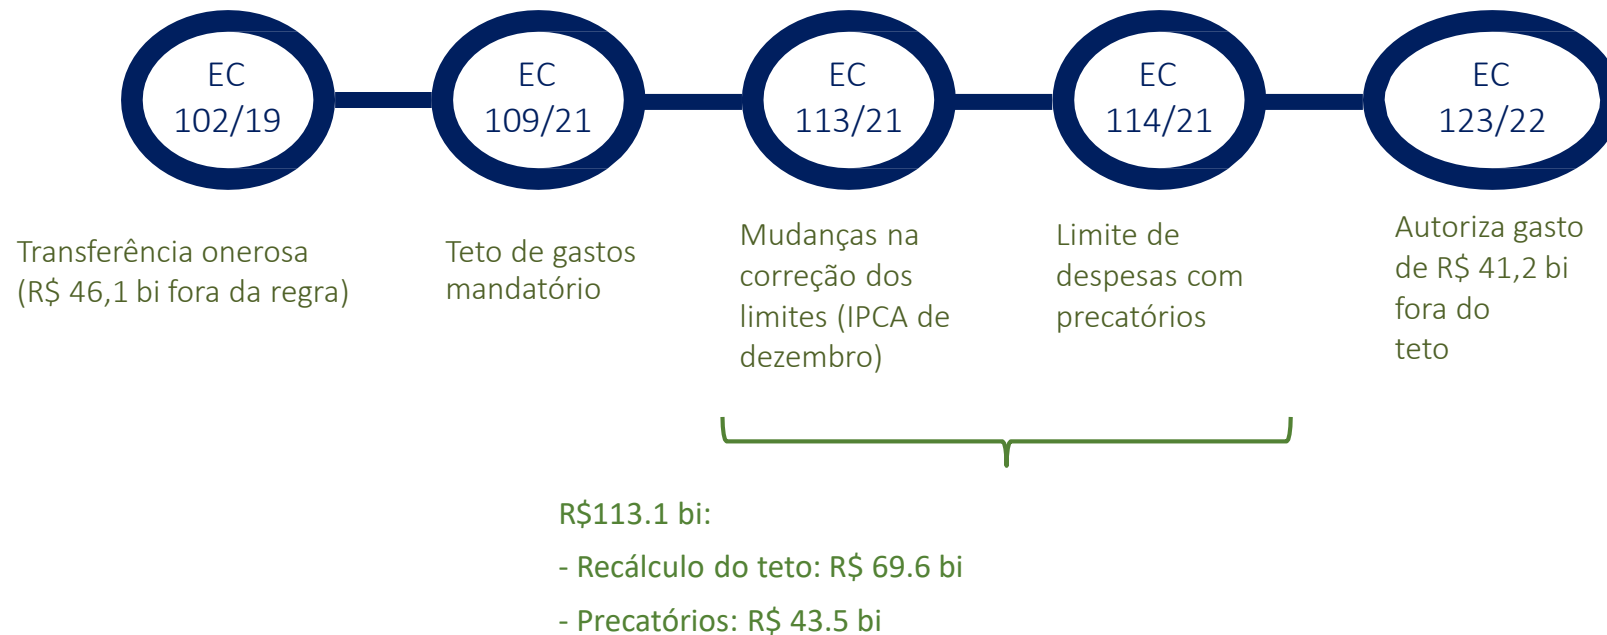 EC
102/19
EC
109/21
EC
113/21
EC
114/21
EC
123/22
Transferência onerosa
(R$ 46,1 bi fora da regra)
Teto de gastos
mandatório
Mudanças na
correção dos
limites (IPCA de
dezembro)
Limite de
despesas com
precatórios
Autoriza gasto
de R$ 41,2 bi
fora do
teto
R$113.1 bi:
- Recálculo do teto: R$ 69.6 bi
- Precatórios: R$ 43.5 bi